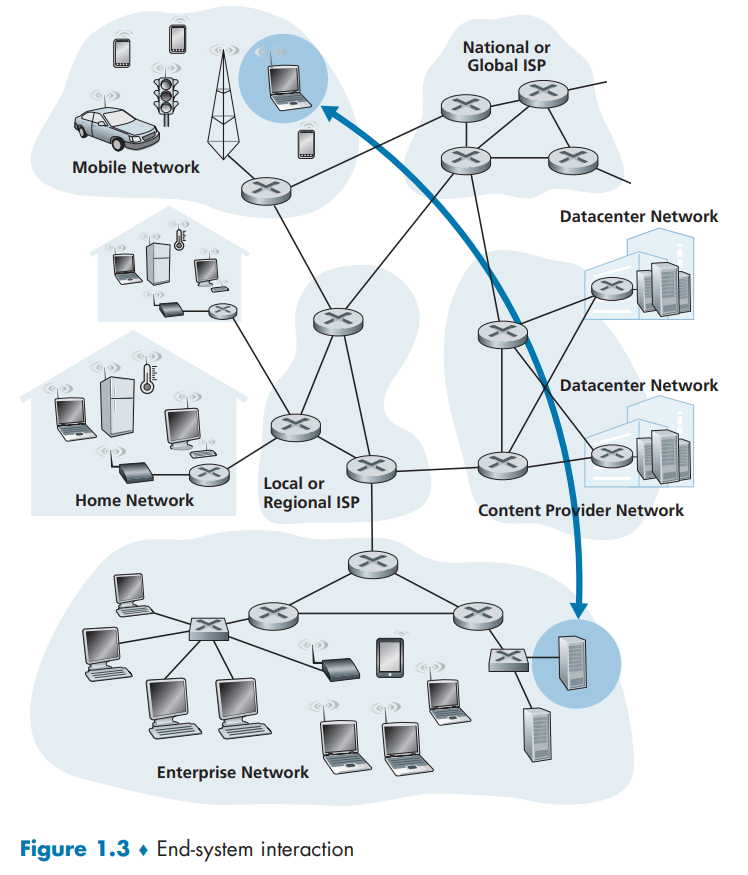 National or
Global ISP
Mobile Network
Datacenter Network
Datacenter Network
Home Network
Local or
Regional ISP
Content Provider Network
Enterprise Network
Figure 1.3 ♦ End-system interaction